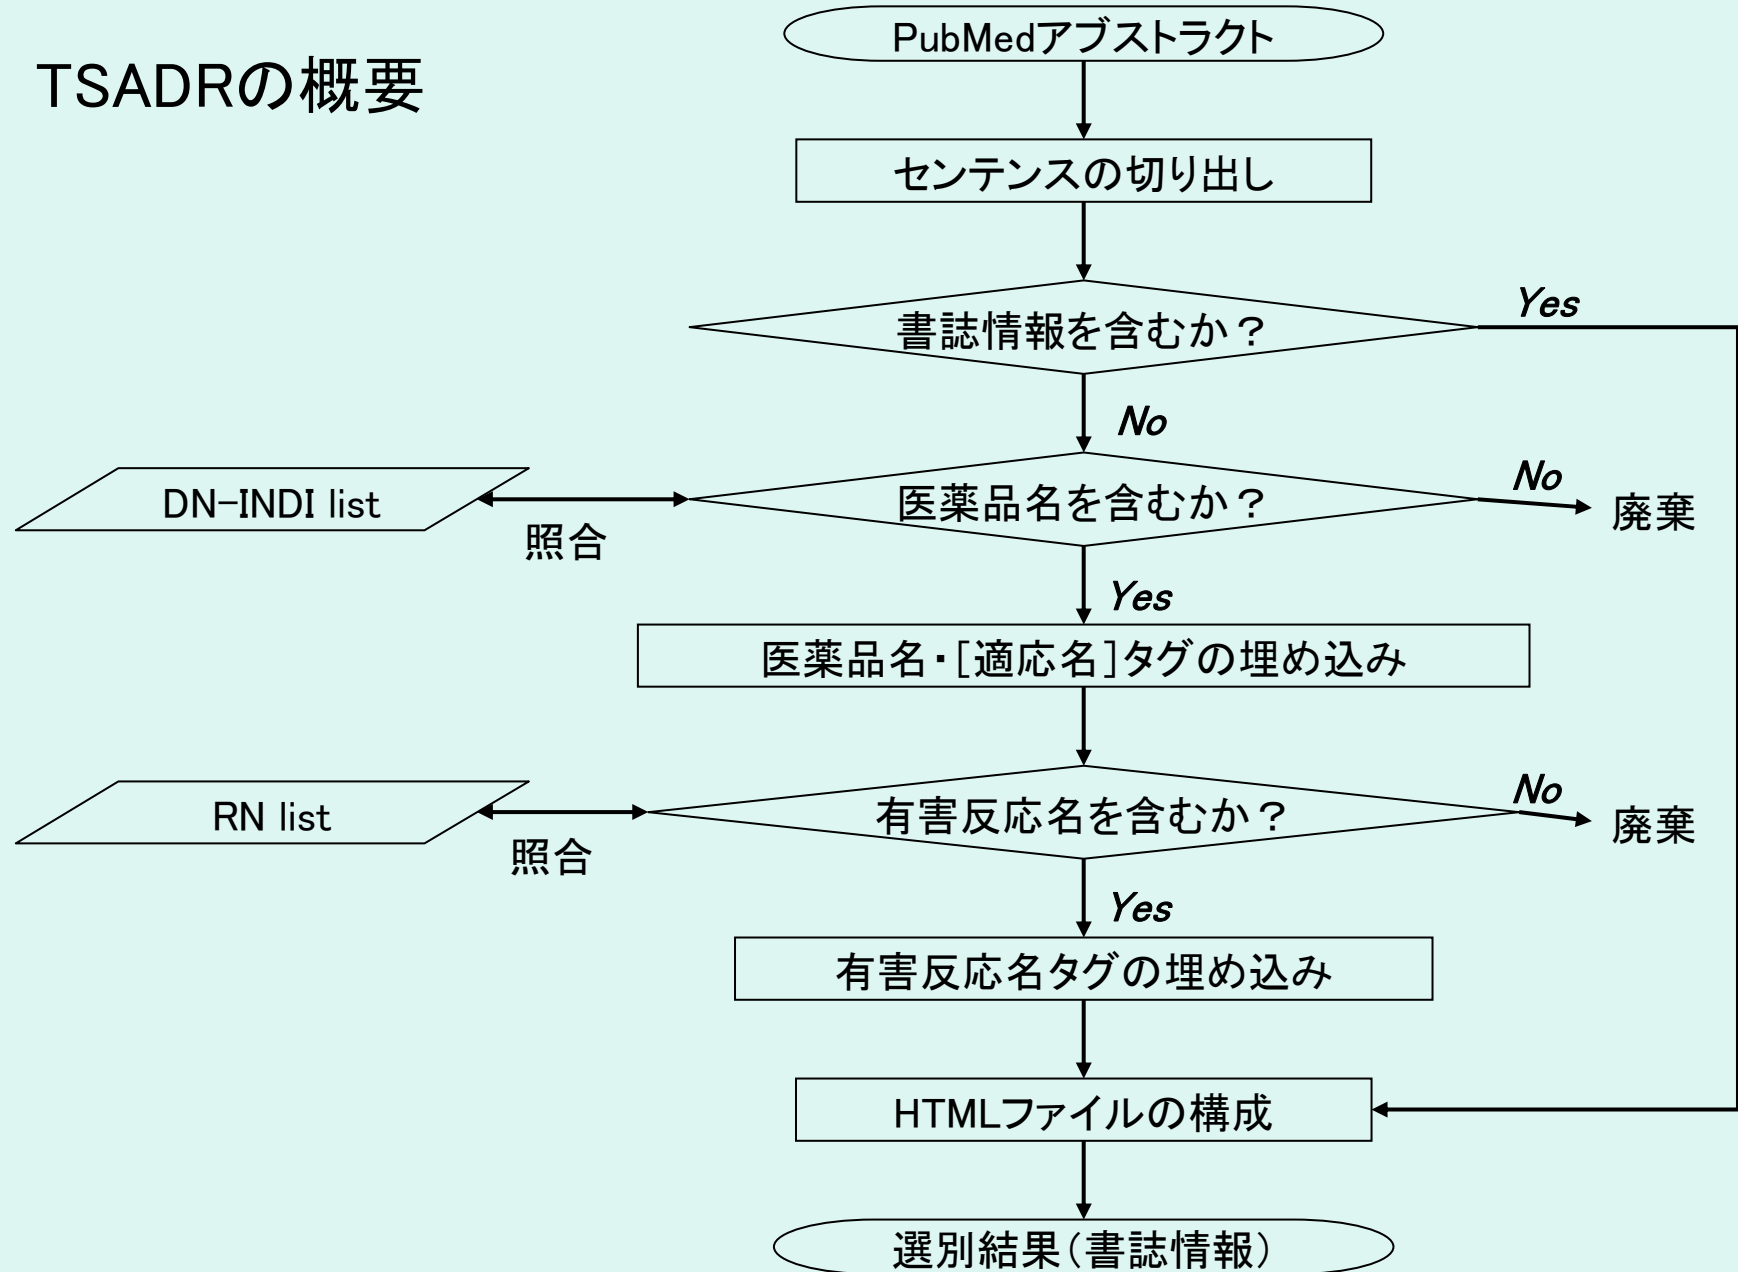 TSADRの概要
PubMedアブストラクト
センテンスの切り出し
書誌情報を含むか？
Yes
No
DN-INDI list
照合
医薬品名を含むか？
No
廃棄
Yes
医薬品名・[適応名]タグの埋め込み
RN list
照合
有害反応名を含むか？
No
廃棄
Yes
有害反応名タグの埋め込み
HTMLファイルの構成
選別結果（書誌情報）